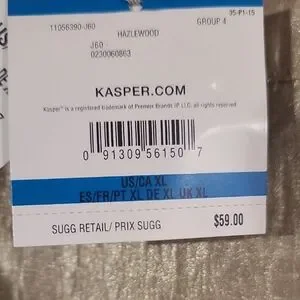 35-P1-15
11056390-J60 GROUP 4
HAZLEWOOD
J60
0230060863
KASPER.COM
Kasper® is a registered trademark of Premier Brands IP LLC, all rights reserved
0 91309 56150 7
US/CA XL
ES/FR/PT XL DE XL UK XL
SUGG RETAIL/ PRIX SUGG $59.00